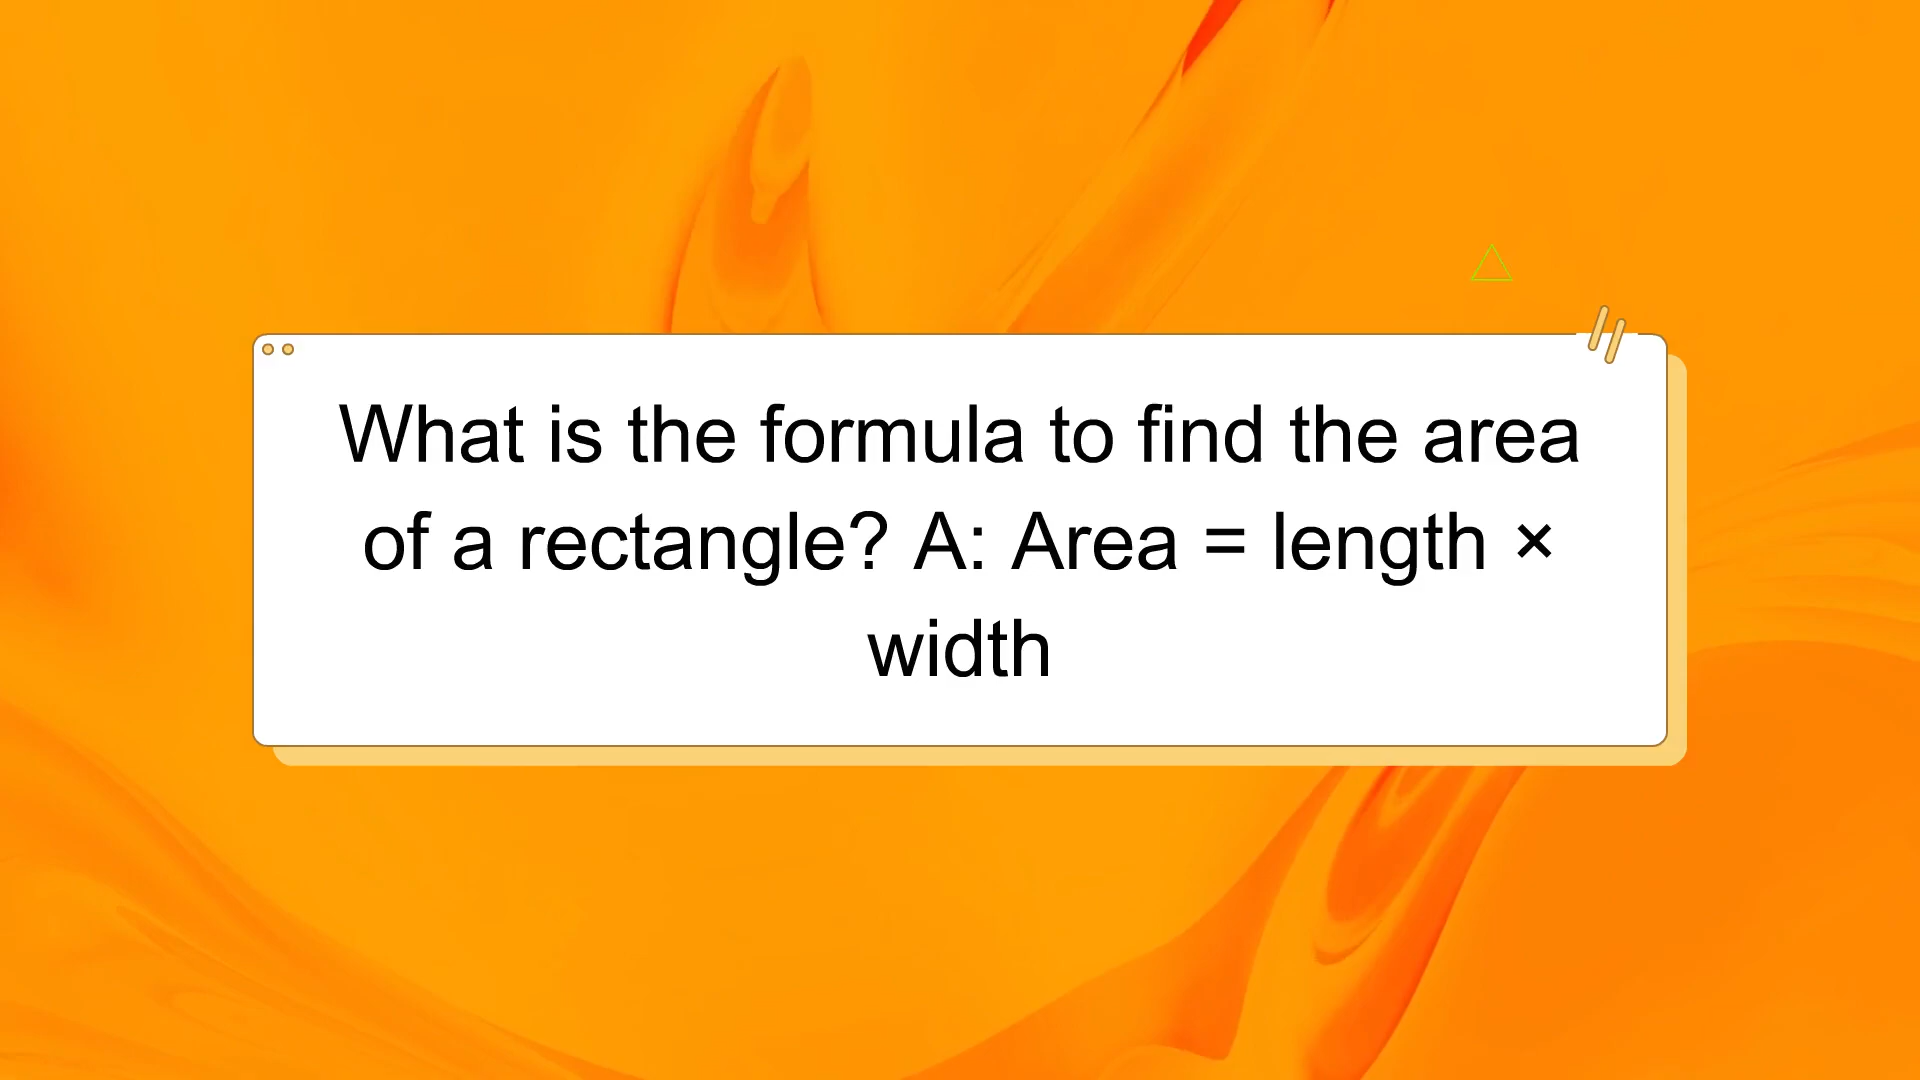 What is the formula to find the area
of a rectangle? A: Area = length ×
width